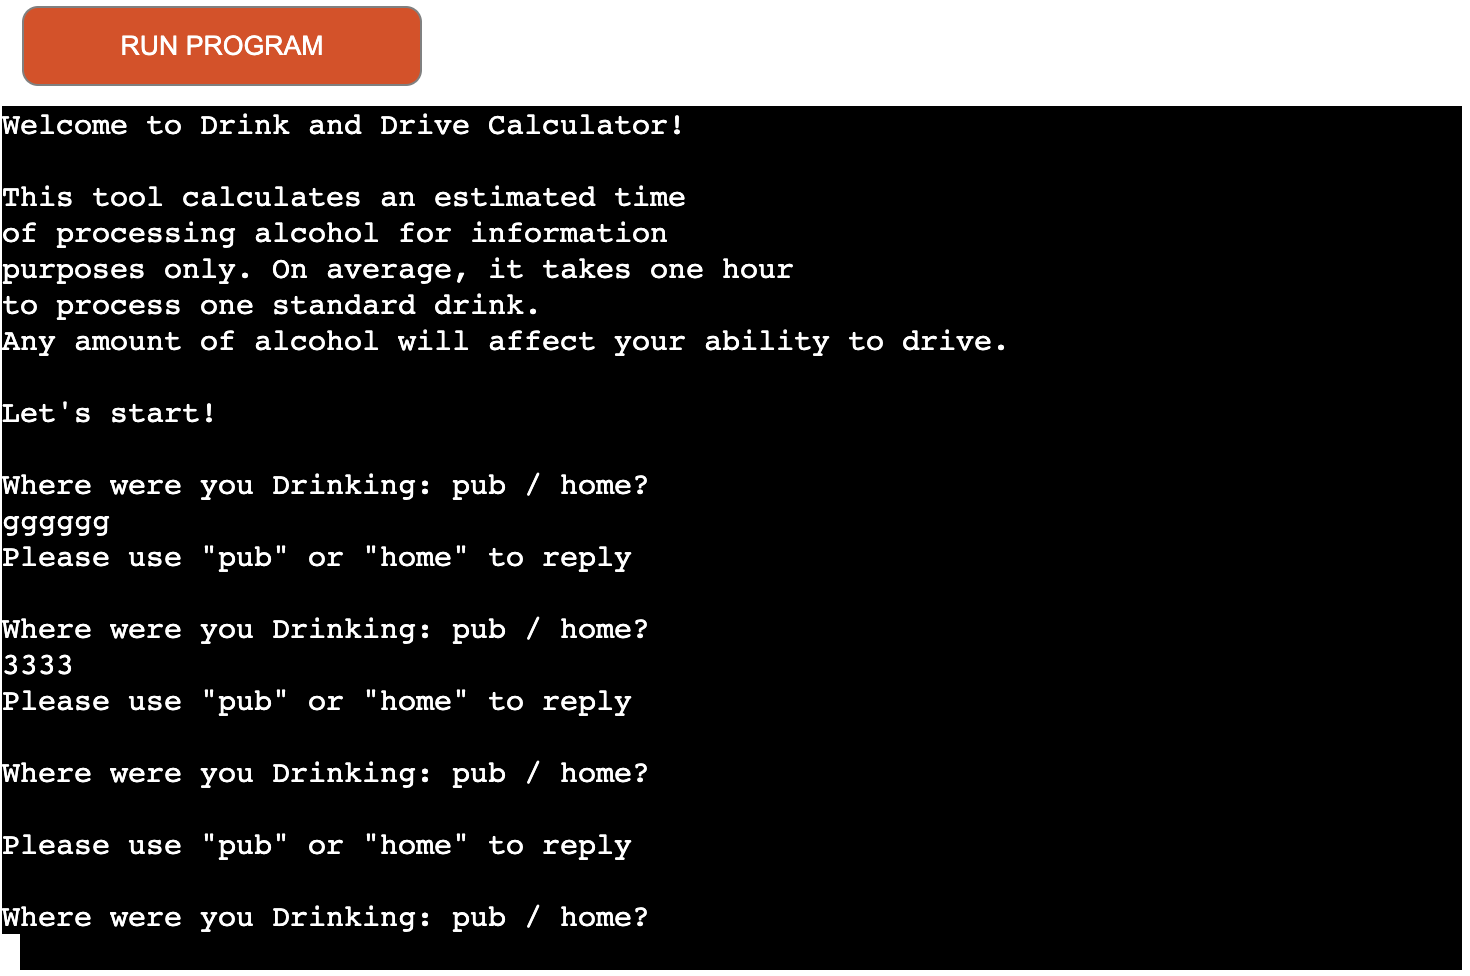 RUN PROGRAM
Welcome to Drink and Drive Calculator!
This tool calculates an estimated time
of processing alcohol for information
purposes only. On average, it takes one hour
to process one standard drink.
Any amount of alcohol will affect your ability to drive.
Let's start!
Where were you Drinking: pub / home?
gggggg
Please use "pub" or "home" to reply
Where were you Drinking: pub / home?
3333
Please use "pub" or "home" to reply
Where were you Drinking: pub / home?
Please use "pub" or "home" to reply
Where were you Drinking: pub / home?